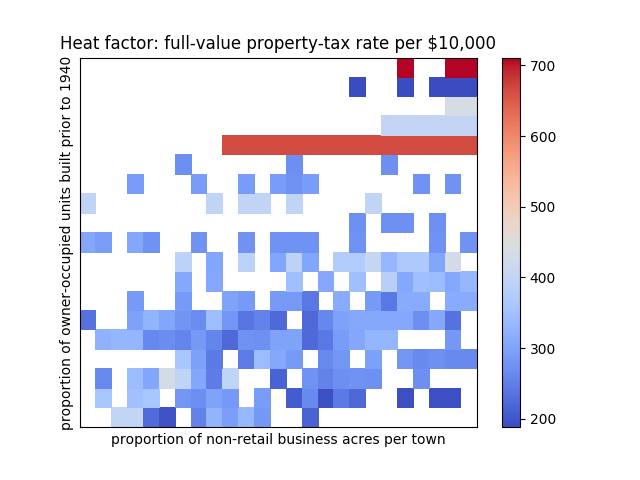 Heat factor: full-value property-tax rate per $10,000
proportion of owner-occupied units built prior to 1940
proportion of non-retail business acres per town
700
600
500
400
300
200